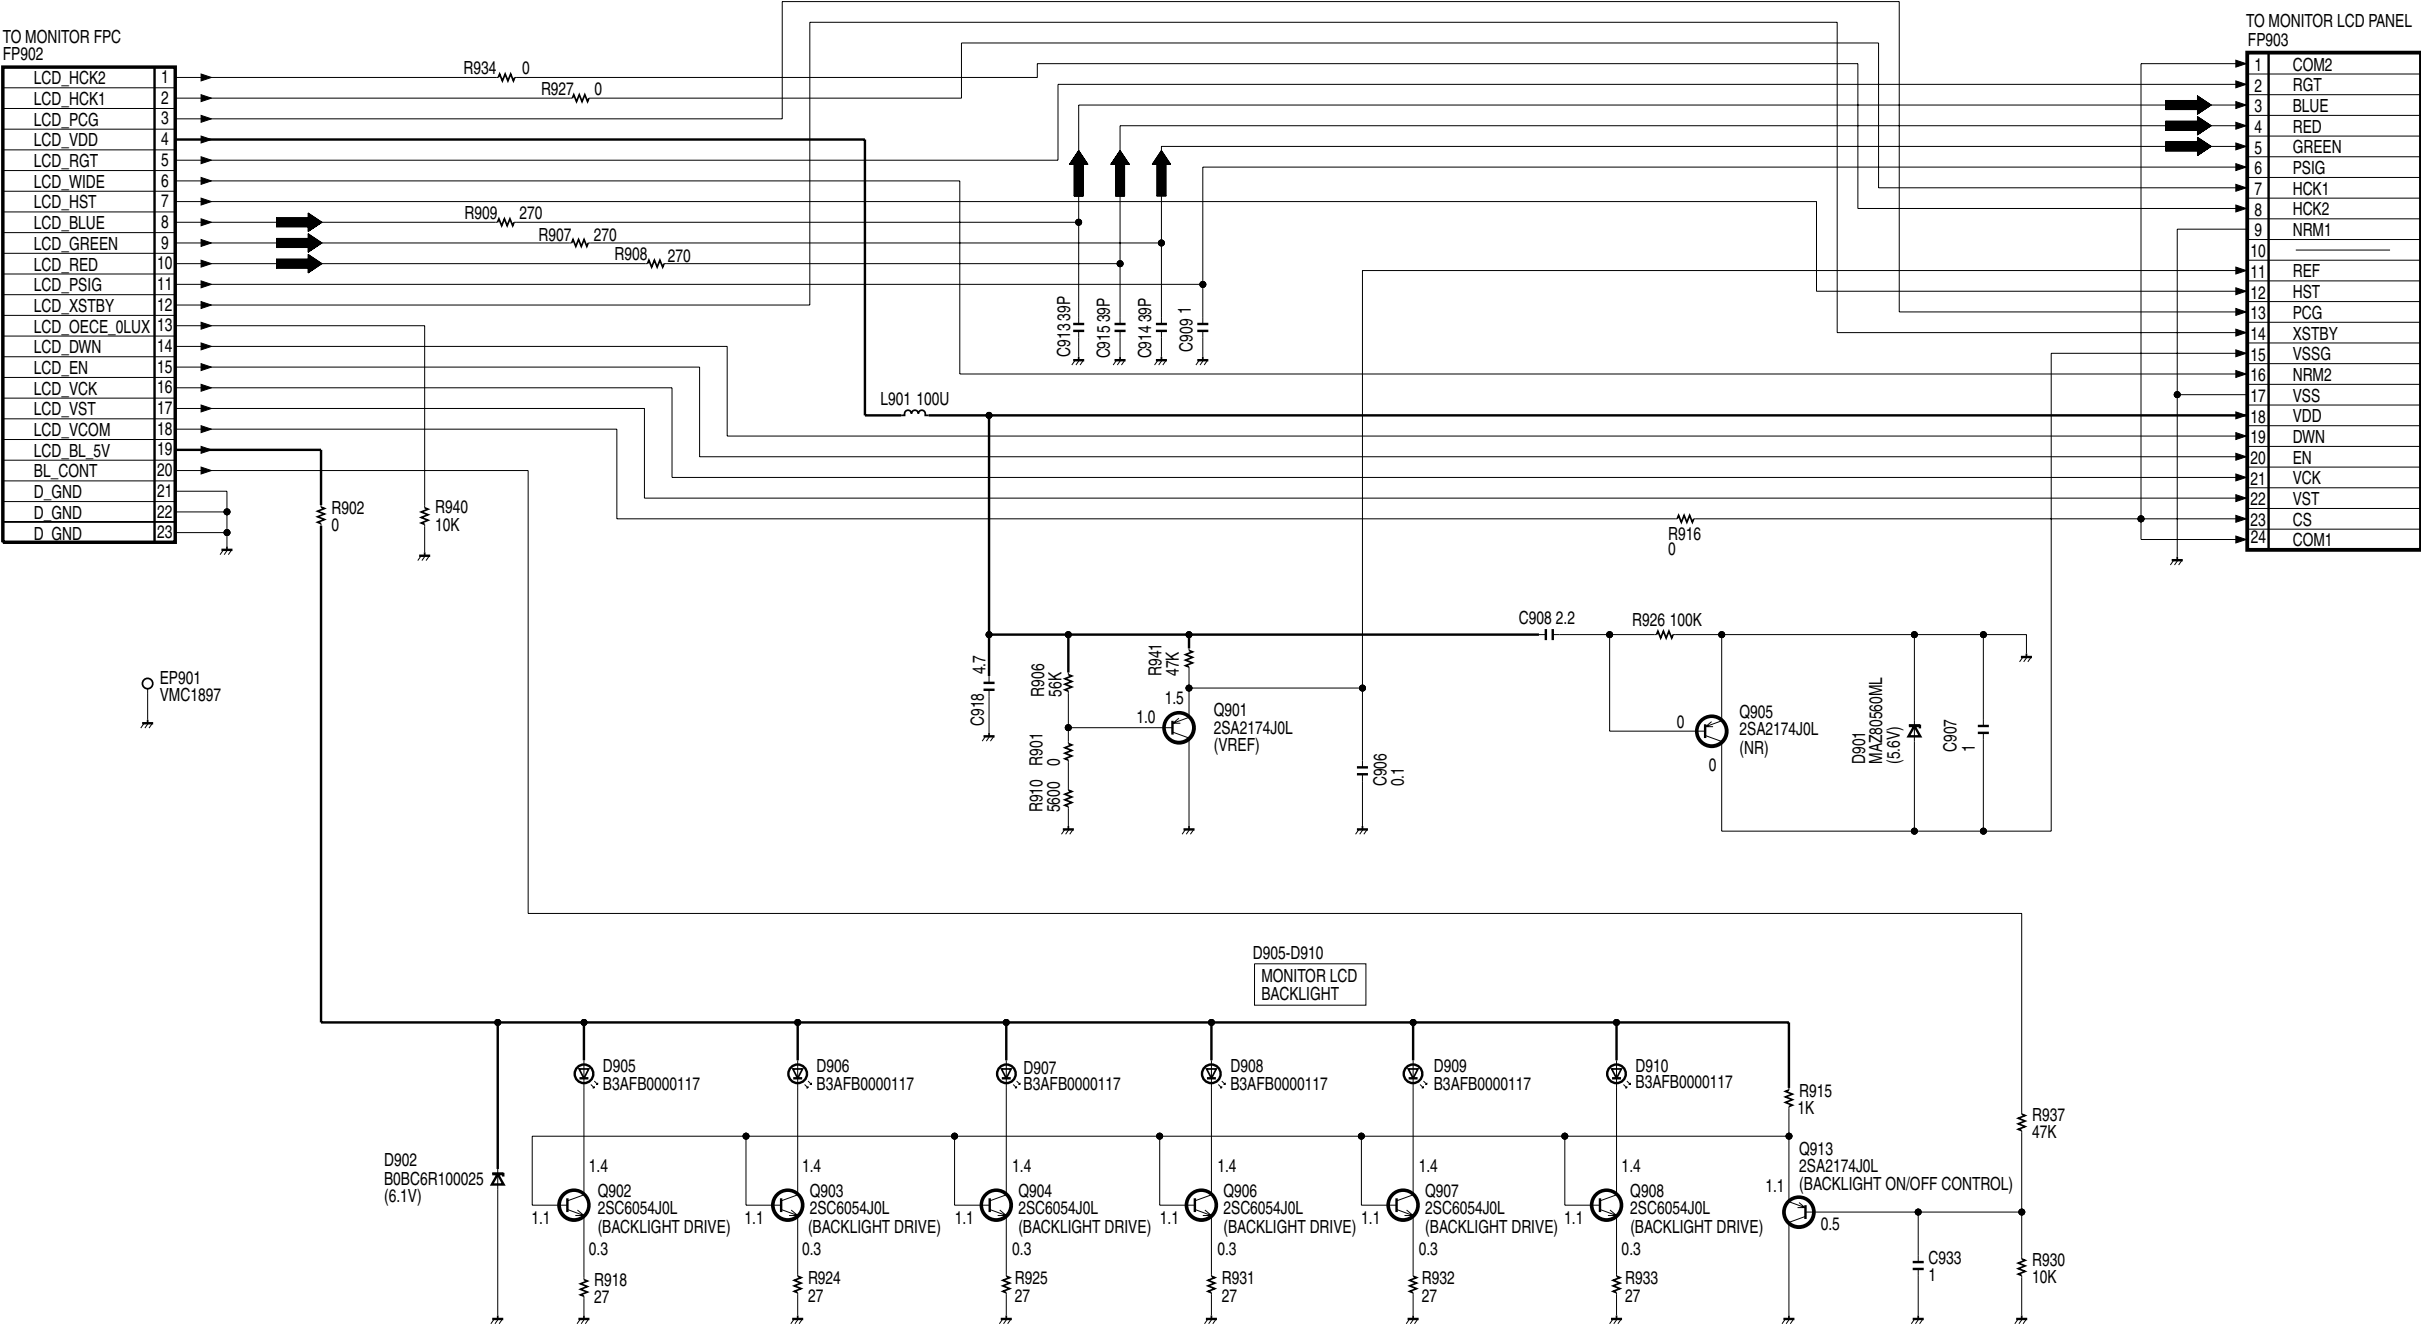 TO MONITOR FPC
FP902
LCD_HCK2 1
LCD_HCK1 2
LCD_PCG 3
LCD_VDD 4
LCD_RGT 5
LCD_WIDE 6
LCD_HST 7
LCD_BLUE 8
LCD_GREEN 9
LCD_RED 10
LCD_PSIG 11
LCD_XSTBY 12
LCD_OECE_0LUX 13
LCD_DWN 14
LCD_EN 15
LCD_VCK 16
LCD_VST 17
LCD_VCOM 18
LCD_BL_5V 19
BL_CONT 20
D_GND 21
D_GND 22
D_GND 23
R934 0
R927 0
R909 270
R907 270
R908 270
C913 39P
C915 39P
C914 39P
C909 1
L901 100U
R902
0
R940
10K
R916
0
TO MONITOR LCD PANEL
FP903
1 COM2
2 RGT
3 BLUE
4 RED
5 GREEN
6 PSIG
7 HCK1
8 HCK2
9 NRM1
10
11 REF
12 HST
13 PCG
14 XSTBY
15 VSSG
16 NRM2
17 VSS
18 VDD
19 DWN
20 EN
21 VCK
22 VST
23 CS
24 COM1
EP901
VMC1897
C918 4.7
R906
56K
R901
0
R910
5600
R941
47K
1.5
1.0
Q901
2SA2174J0L
(VREF)
C906
0.1
C908 2.2
R926 100K
0
Q905
2SA2174J0L
(NR)
0
D901
MAZ80560ML
(5.6V)
C907
1
D905-D910
MONITOR LCD
BACKLIGHT
D905
B3AFB0000117
D906
B3AFB0000117
D907
B3AFB0000117
D908
B3AFB0000117
D909
B3AFB0000117
D910
B3AFB0000117
R915
1K
R937
47K
D902
B0BC6R100025
(6.1V)
1.4
Q902
2SC6054J0L
(BACKLIGHT DRIVE)
1.1
0.3
R918
27
1.4
Q903
2SC6054J0L
(BACKLIGHT DRIVE)
1.1
0.3
R924
27
1.4
Q904
2SC6054J0L
(BACKLIGHT DRIVE)
1.1
0.3
R925
27
1.4
Q906
2SC6054J0L
(BACKLIGHT DRIVE)
1.1
0.3
R931
27
1.4
Q907
2SC6054J0L
(BACKLIGHT DRIVE)
1.1
0.3
R932
27
1.4
Q908
2SC6054J0L
(BACKLIGHT DRIVE)
1.1
0.3
R933
27
Q913
2SA2174J0L
(BACKLIGHT ON/OFF CONTROL)
1.1
0.5
C933
1
R930
10K